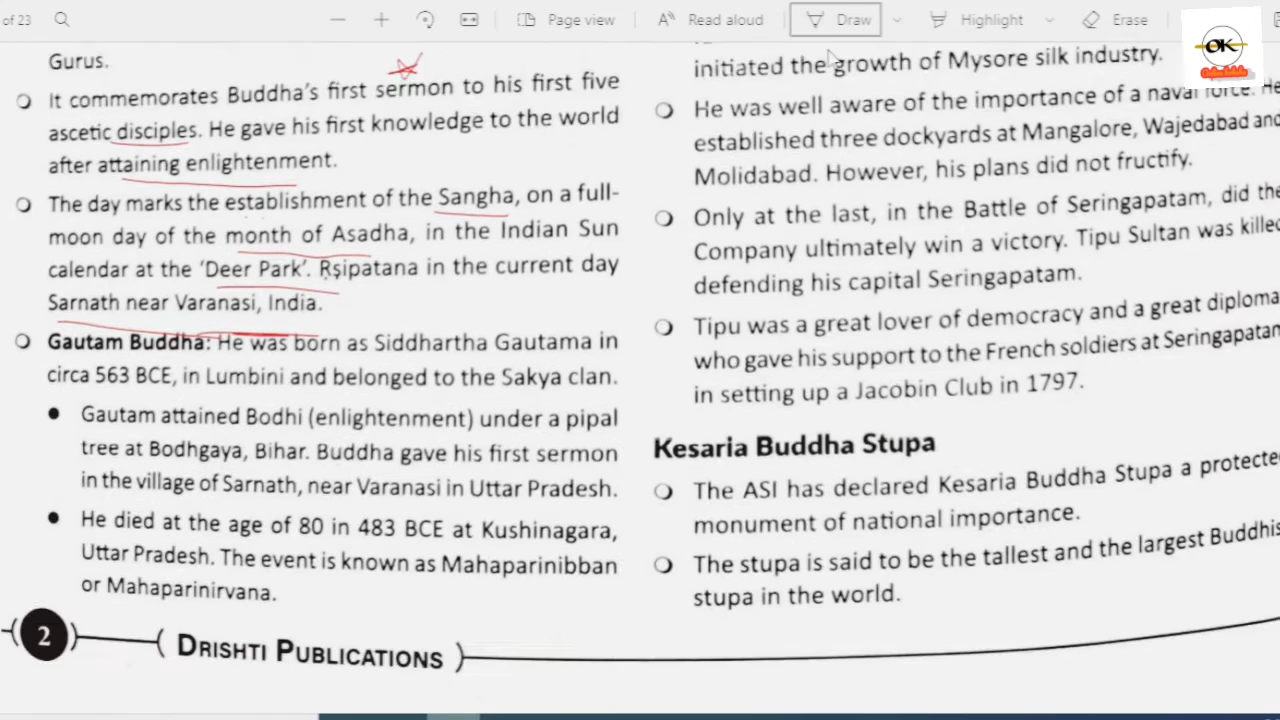 of 23
Page view
Read aloud
Draw
Highlight
Erase
OK
Gurus.
It commemorates Buddha's first sermon to his first five
ascetic disciples. He gave his first knowledge to the world
after attaining enlightenment.
The day marks the establishment of the Sangha, on a full-
moon day of the month of Asadha, in the Indian Sun
calendar at the 'Deer Park'. Ṛṣipatana in the current day
Sarnath near Varanasi, India.
Gautam Buddha: He was born as Siddhartha Gautama in
circa 563 BCE, in Lumbini and belonged to the Sakya clan.
Gautam attained Bodhi (enlightenment) under a pipal
tree at Bodhgaya, Bihar. Buddha gave his first sermon
in the village of Sarnath, near Varanasi in Uttar Pradesh.
He died at the age of 80 in 483 BCE at Kushinagara,
Uttar Pradesh. The event is known as Mahaparinibban
or Mahaparinirvana.
initiated the growth of Mysore silk industry.
He was well aware of the importance of a naval force. He
established three dockyards at Mangalore, Wajedabad and
Molidabad. However, his plans did not fructify.
Only at the last, in the Battle of Seringapatam, did the
Company ultimately win a victory. Tipu Sultan was killed
defending his capital Seringapatam.
Tipu was a great lover of democracy and a great diploma
who gave his support to the French soldiers at Seringapatam
in setting up a Jacobin Club in 1797.
Kesaria Buddha Stupa
The ASI has declared Kesaria Buddha Stupa a protected
monument of national importance.
The stupa is said to be the tallest and the largest Buddhis
stupa in the world.
2
DRISHTI PUBLICATIONS